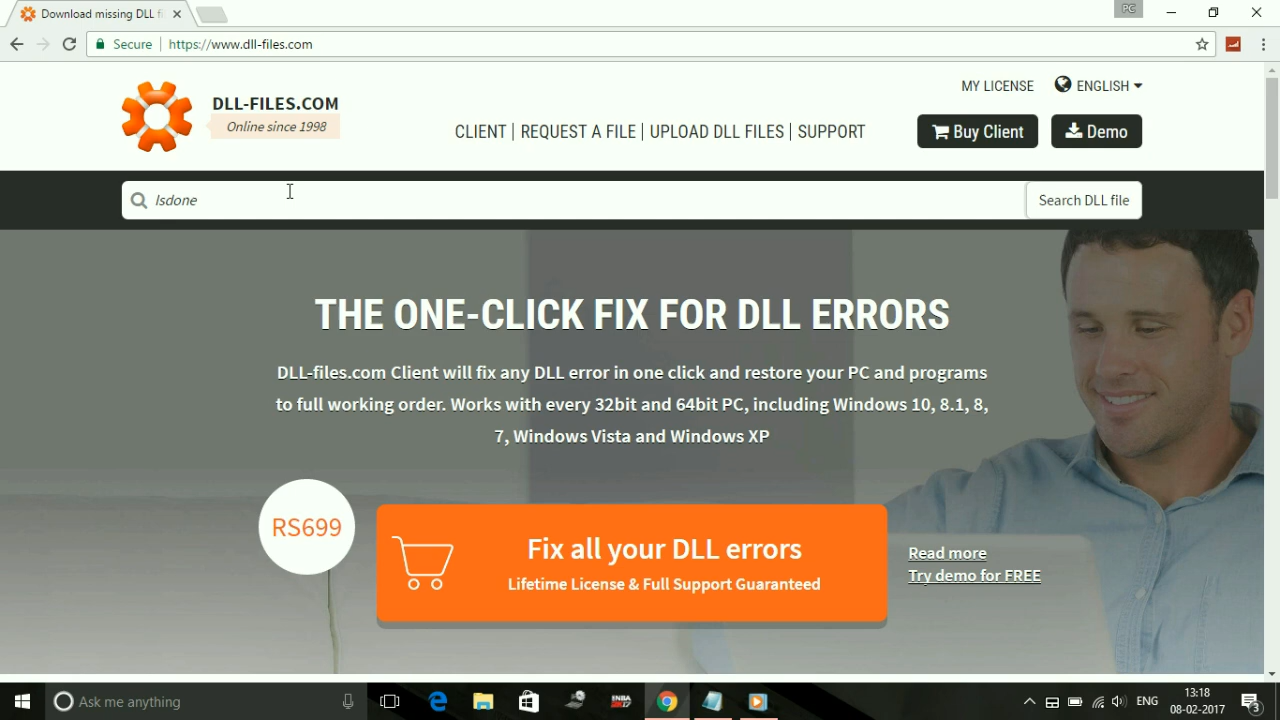 Download missing DLL fi
PC
Secure
https://www.dll-files.com
DLL-FILES.COM
Online since 1998
MY LICENSE
ENGLISH
CLIENT | REQUEST A FILE | UPLOAD DLL FILES | SUPPORT
Buy Client
Demo
Isdone
Search DLL file
THE ONE-CLICK FIX FOR DLL ERRORS
DLL-files.com Client will fix any DLL error in one click and restore your PC and programs
to full working order. Works with every 32bit and 64bit PC, including Windows 10, 8.1, 8,
7, Windows Vista and Windows XP
RS699
Fix all your DLL errors
Lifetime License & Full Support Guaranteed
Read more
Try demo for FREE
Ask me anything
ENG
13:18
08-02-2017
3